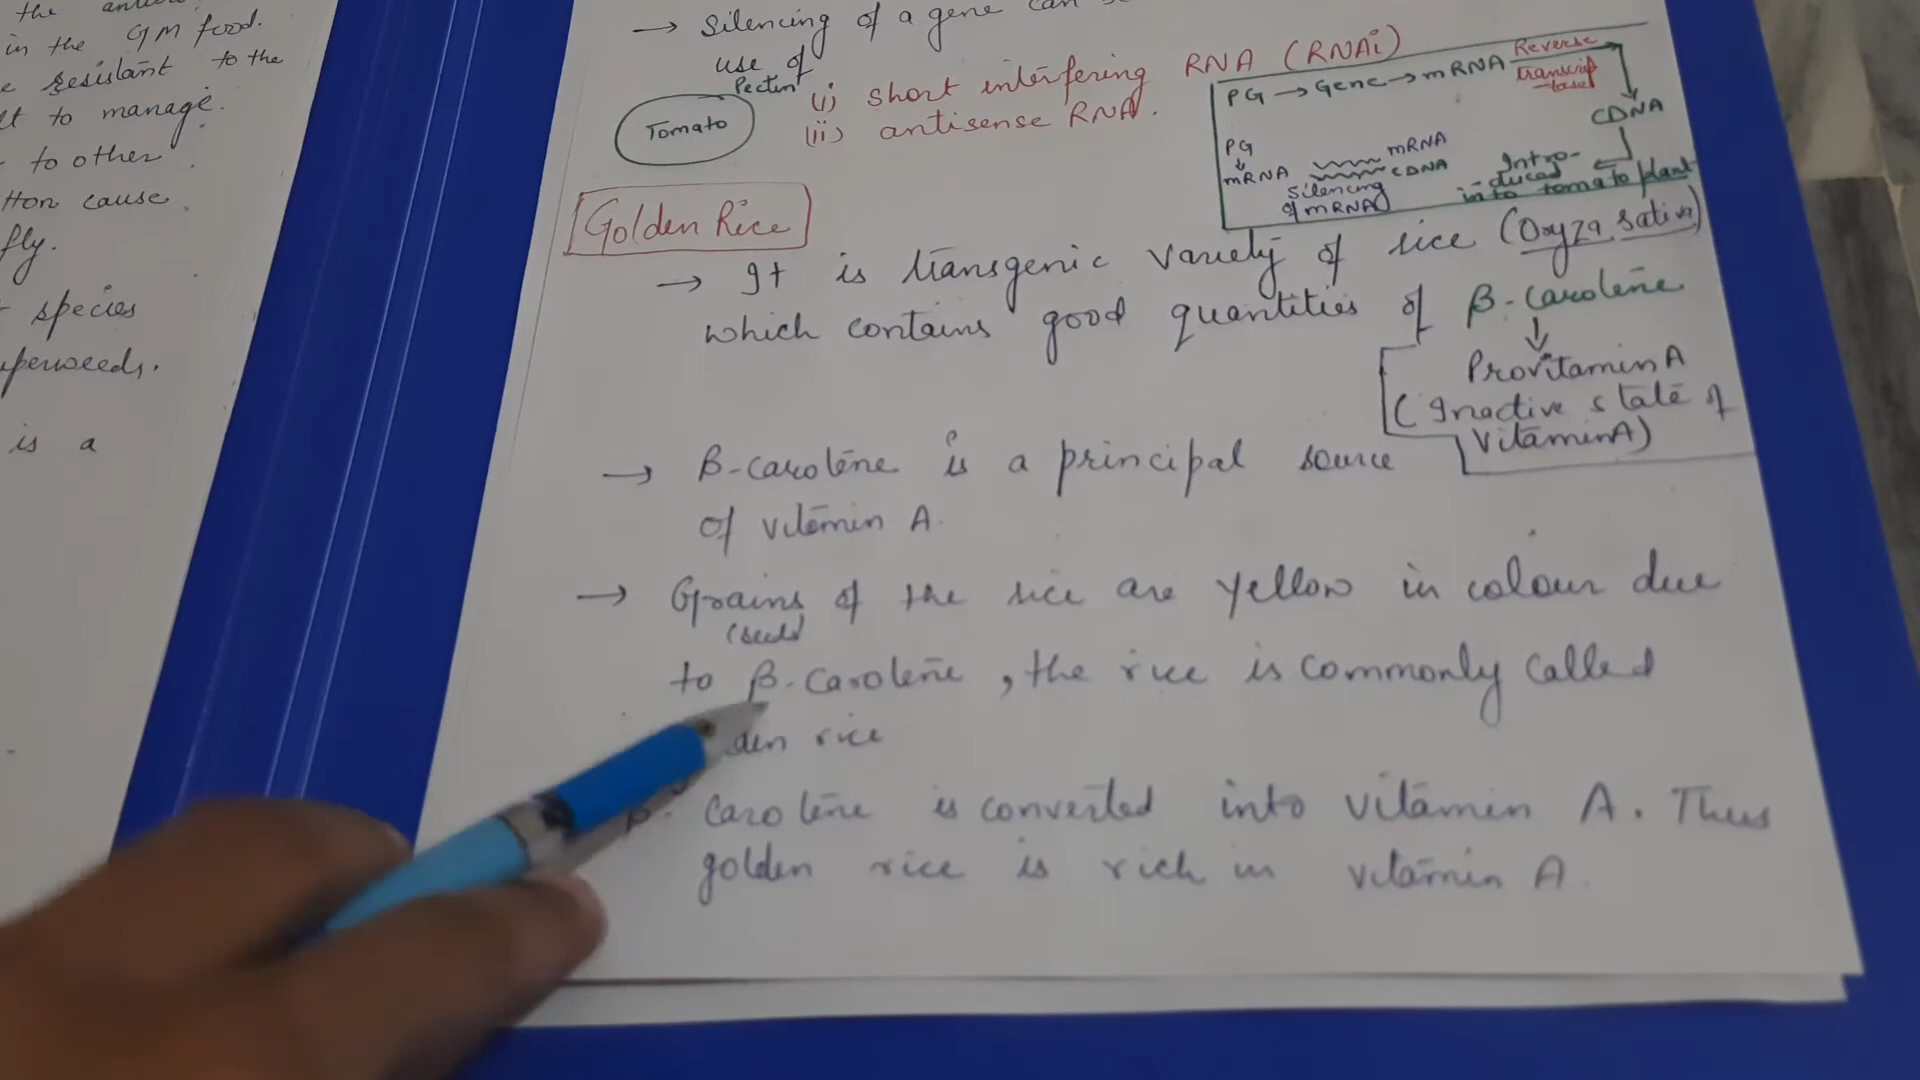 the
in the GM food.
resistant to the
to manage.
to other
cause
fly.
species
is a
→ Silencing of a gene can
use of
Pectin
Tomato
(i) short interfering RNA (RNAi)
(ii) antisense RNA.
PG → Gene → mRNA Reverse
transcrip
-tase
CDNA
Intro-
-duced
into tomato plant
PG
mRNA
mRNA
CDNA
silencing
of mRNA
Golden Rice
→ It is transgenic variety of rice (Oryza sativa)
which contains good quantities of β-carotene
Provitamin A
(Inactive state of
Vitamin A)
→ β-carotene is a principal source
of vitamin A.
→ Grains of the rice are yellow in colour due
(seeds)
to β-carotene, the rice is commonly called
rice
carotene is converted into vitamin A. Thus
golden rice is rich in vitamin A.